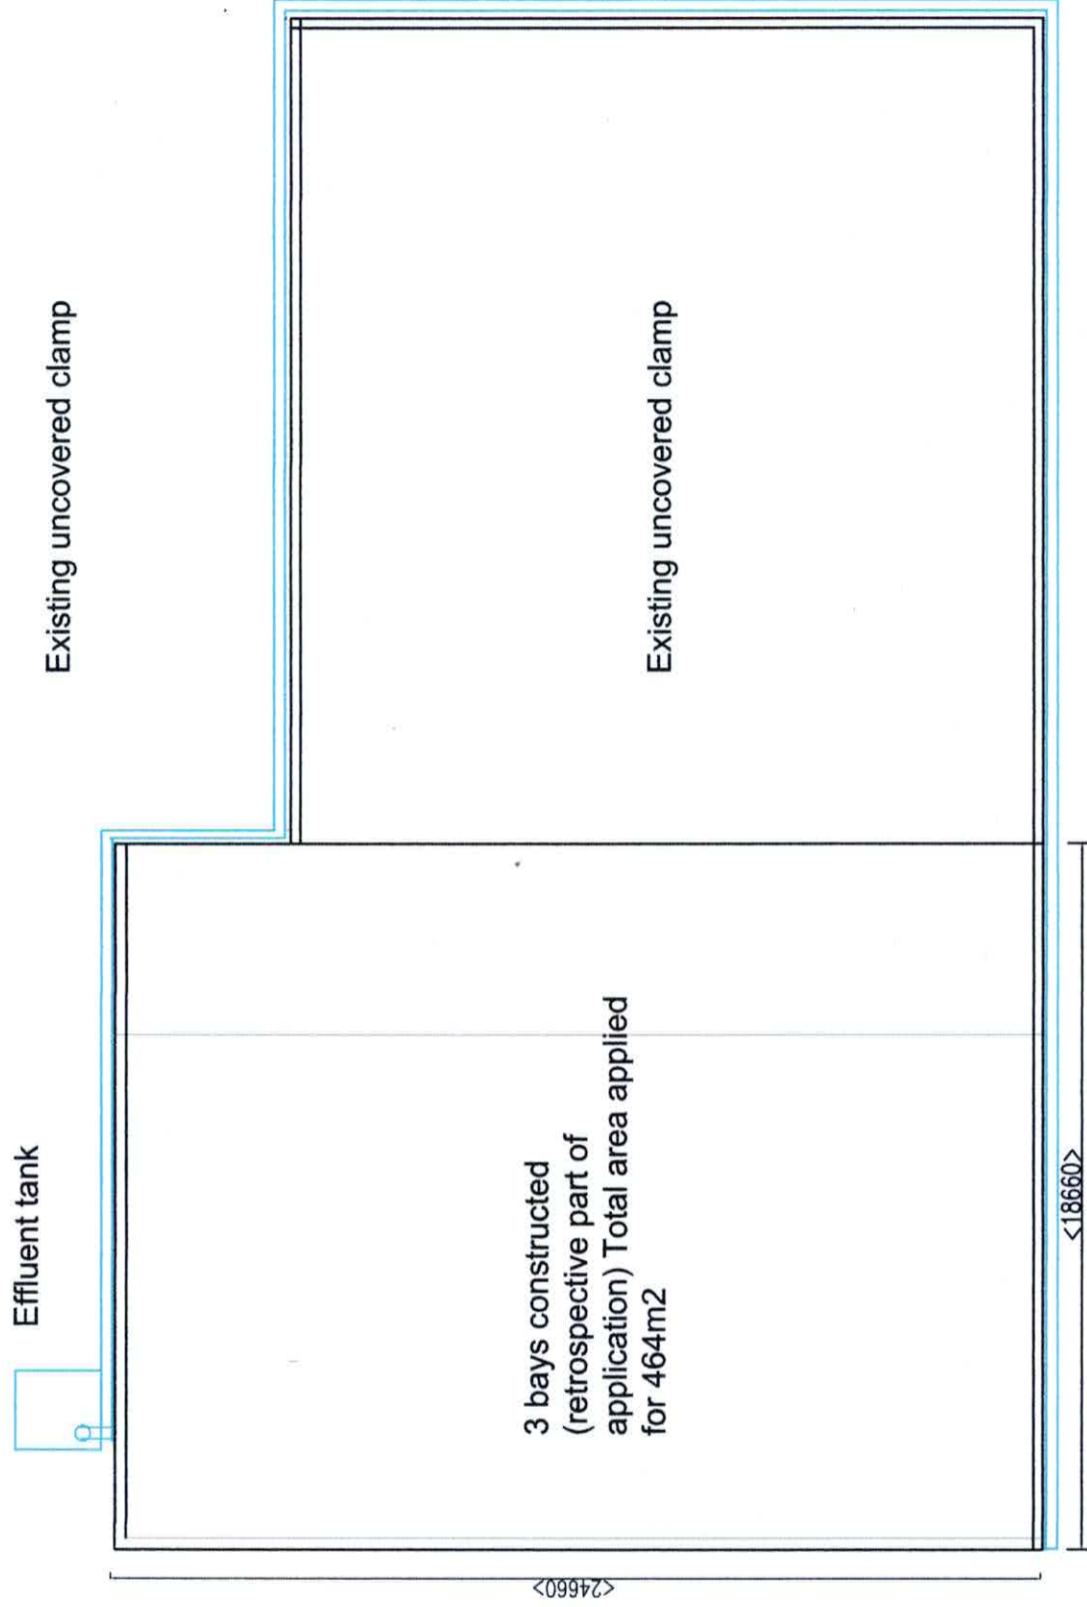 Effluent tank
Existing uncovered clamp
3 bays constructed
(retrospective part of
application) Total area applied
for 464m2
Existing uncovered clamp
<24660>
<18660>